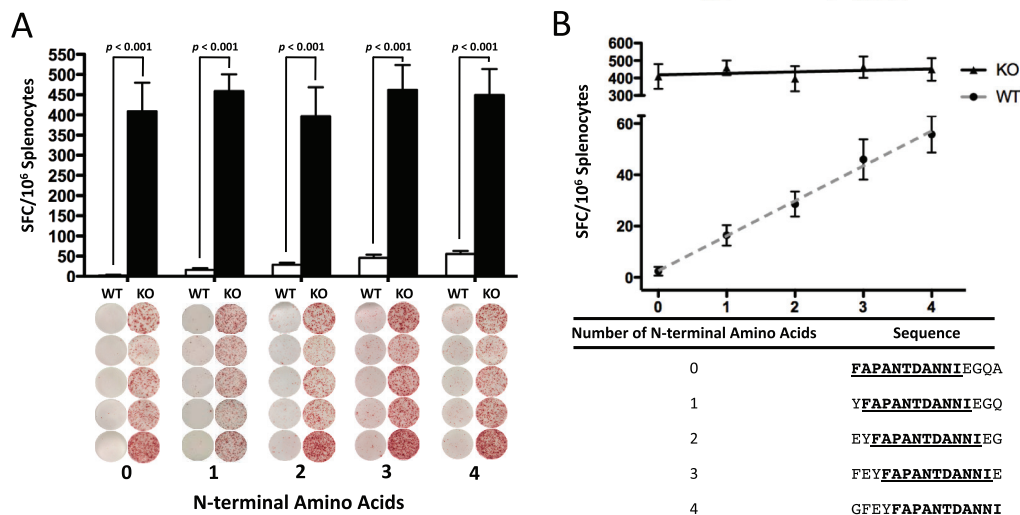 A
p < 0.001 p < 0.001 p < 0.001 p < 0.001 p < 0.001
SFC/10⁶ Splenocytes
550
500
450
400
350
300
250
200
150
100
50
0
WT KO WT KO WT KO WT KO WT KO
0 1 2 3 4
N-terminal Amino Acids
B
SFC/10⁶ Splenocytes
600
500
400
300
60
40
20
0
0 1 2 3 4
KO
WT
Number of N-terminal Amino Acids Sequence
0 FAPANTDANNIEGQA
1 YFAPANTDANNIEGQ
2 EYFAPANTDANNIEG
3 FEYFAPANTDANNIE
4 GFEYFAPANTDANNI